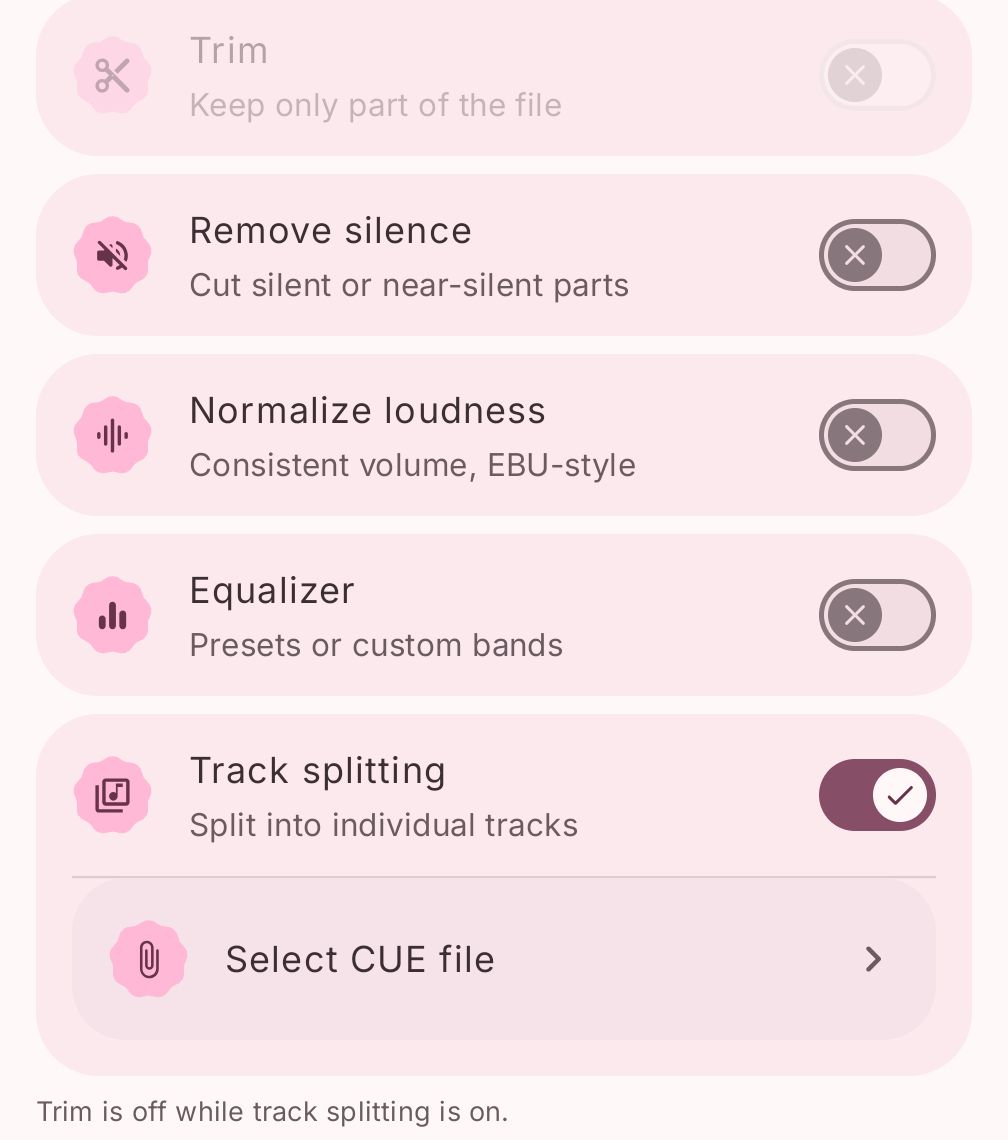 Trim
Keep only part of the file
Remove silence
Cut silent or near-silent parts
Normalize loudness
Consistent volume, EBU-style
Equalizer
Presets or custom bands
Track splitting
Split into individual tracks
Select CUE file
Trim is off while track splitting is on.